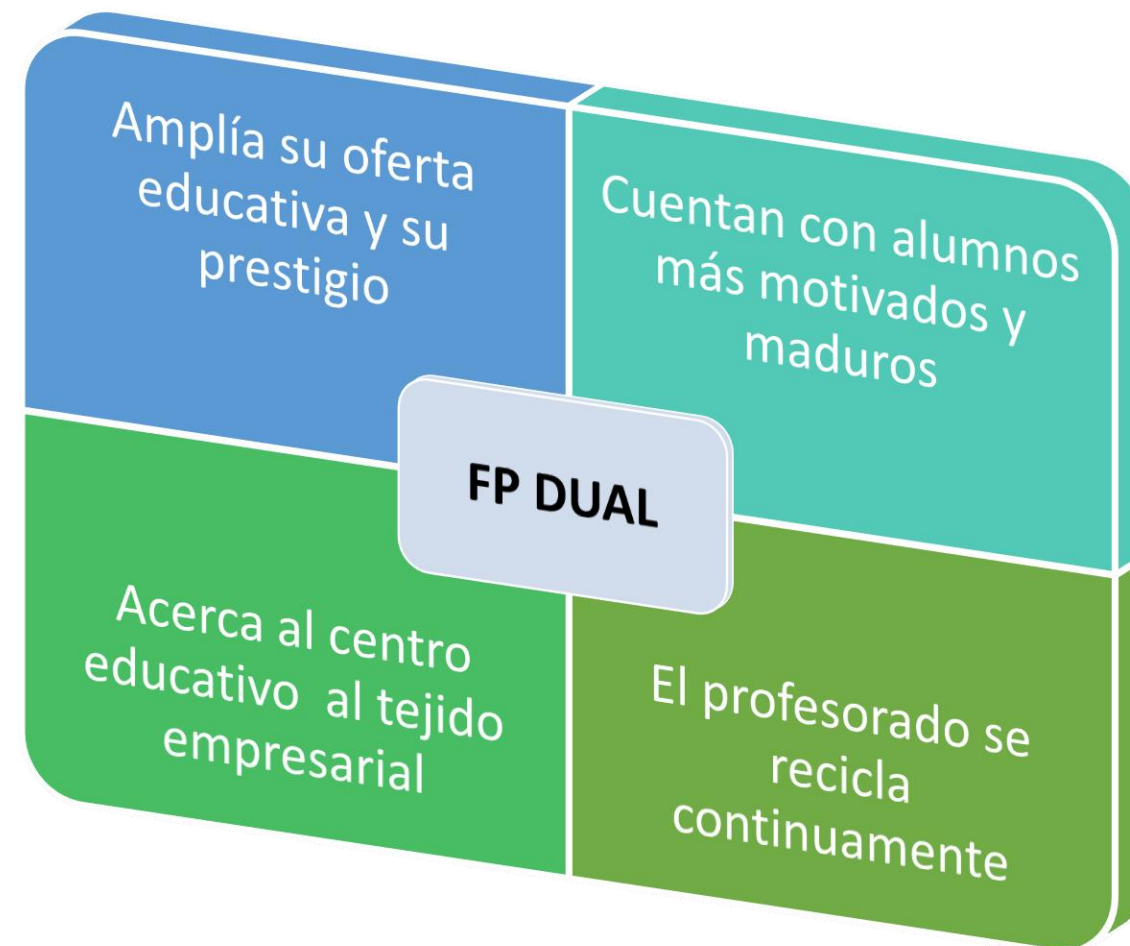 Amplía su oferta
educativa y su
prestigio
Cuentan con alumnos
más motivados y
maduros
FP DUAL
Acerca al centro
educativo al tejido
empresarial
El profesorado se
recicla
continuamente